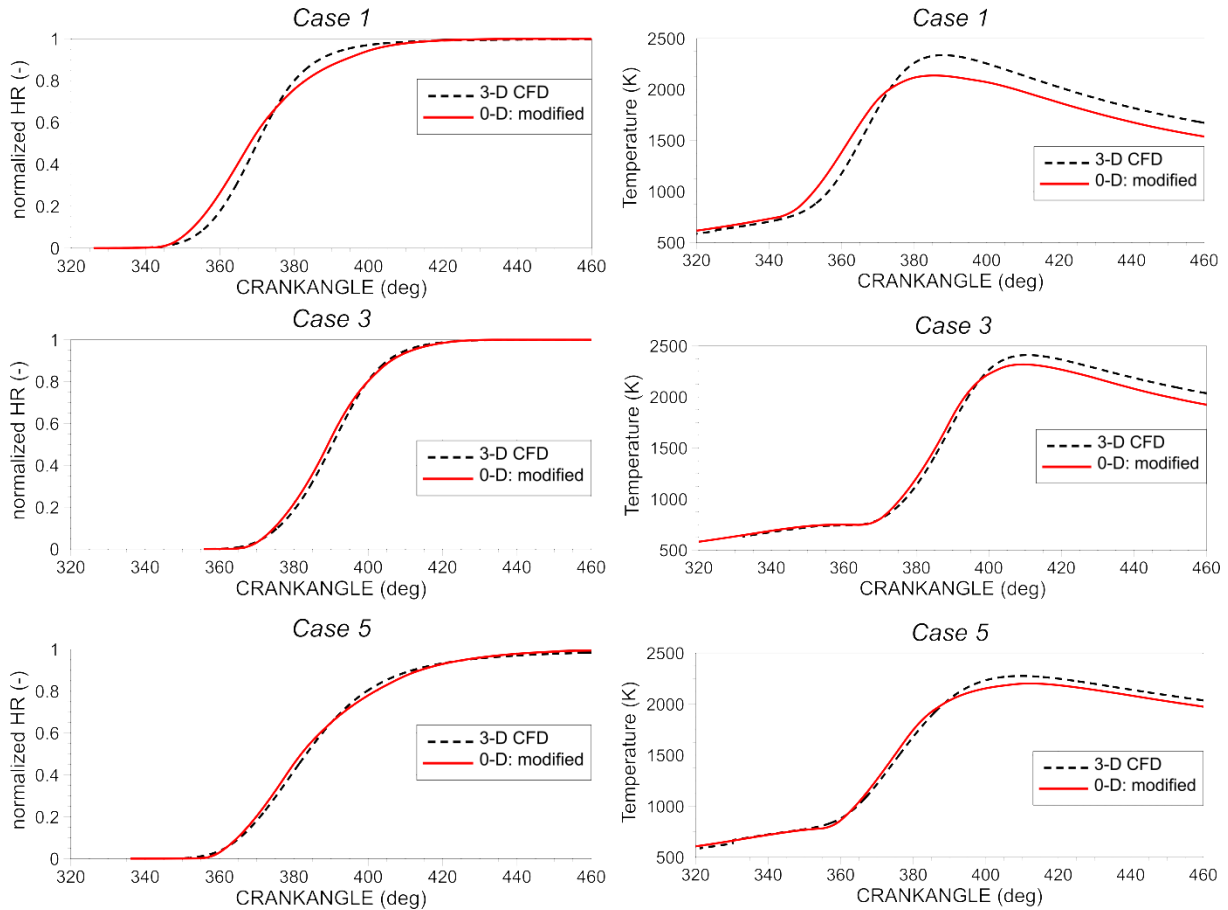 Case 1
normalized HR (-)
1
0.8
0.6
0.4
0.2
0
320 340 360 380 400 420 440 460
CRANKANGLE (deg)
3-D CFD
0-D: modified
Case 1
Temperature (K)
2500
2000
1500
1000
500
320 340 360 380 400 420 440 460
CRANKANGLE (deg)
3-D CFD
0-D: modified
Case 3
normalized HR (-)
1
0.8
0.6
0.4
0.2
0
320 340 360 380 400 420 440 460
CRANKANGLE (deg)
3-D CFD
0-D: modified
Case 3
Temperature (K)
2500
2000
1500
1000
500
320 340 360 380 400 420 440 460
CRANKANGLE (deg)
3-D CFD
0-D: modified
Case 5
normalized HR (-)
1
0.8
0.6
0.4
0.2
0
320 340 360 380 400 420 440 460
CRANKANGLE (deg)
3-D CFD
0-D: modified
Case 5
Temperature (K)
2500
2000
1500
1000
500
320 340 360 380 400 420 440 460
CRANKANGLE (deg)
3-D CFD
0-D: modified